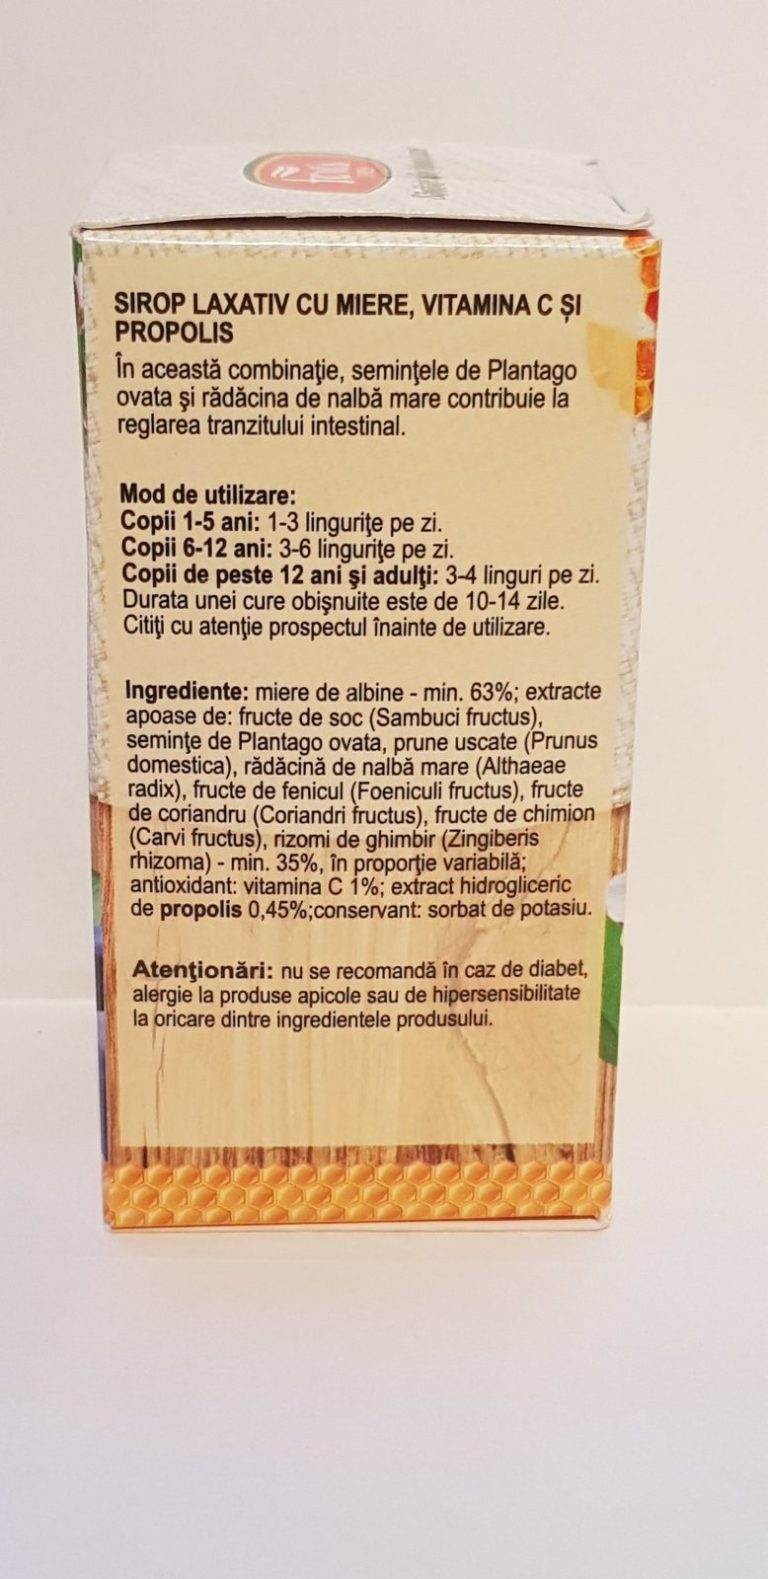 SIROP LAXATIV CU MIERE, VITAMINA C ȘI
PROPOLIS
În această combinaţie, seminţele de Plantago
ovata şi rădăcina de nalbă mare contribuie la
reglarea tranzitului intestinal.
Mod de utilizare:
Copii 1-5 ani: 1-3 linguriţe pe zi.
Copii 6-12 ani: 3-6 linguriţe pe zi.
Copii de peste 12 ani şi adulţi: 3-4 linguri pe zi.
Durata unei cure obişnuite este de 10-14 zile.
Citiţi cu atenţie prospectul înainte de utilizare.
Ingrediente: miere de albine - min. 63%; extracte
apoase de: fructe de soc (Sambuci fructus),
seminţe de Plantago ovata, prune uscate (Prunus
domestica), rădăcină de nalbă mare (Althaeae
radix), fructe de fenicul (Foeniculi fructus), fructe
de coriandru (Coriandri fructus), fructe de chimion
(Carvi fructus), rizomi de ghimbir (Zingiberis
rhizoma) - min. 35%, în proporţie variabilă;
antioxidant: vitamina C 1%; extract hidrogliceric
de propolis 0,45%;conservant: sorbat de potasiu.
Atenţionări: nu se recomandă în caz de diabet,
alergie la produse apicole sau de hipersensibilitate
la oricare dintre ingredientele produsului.